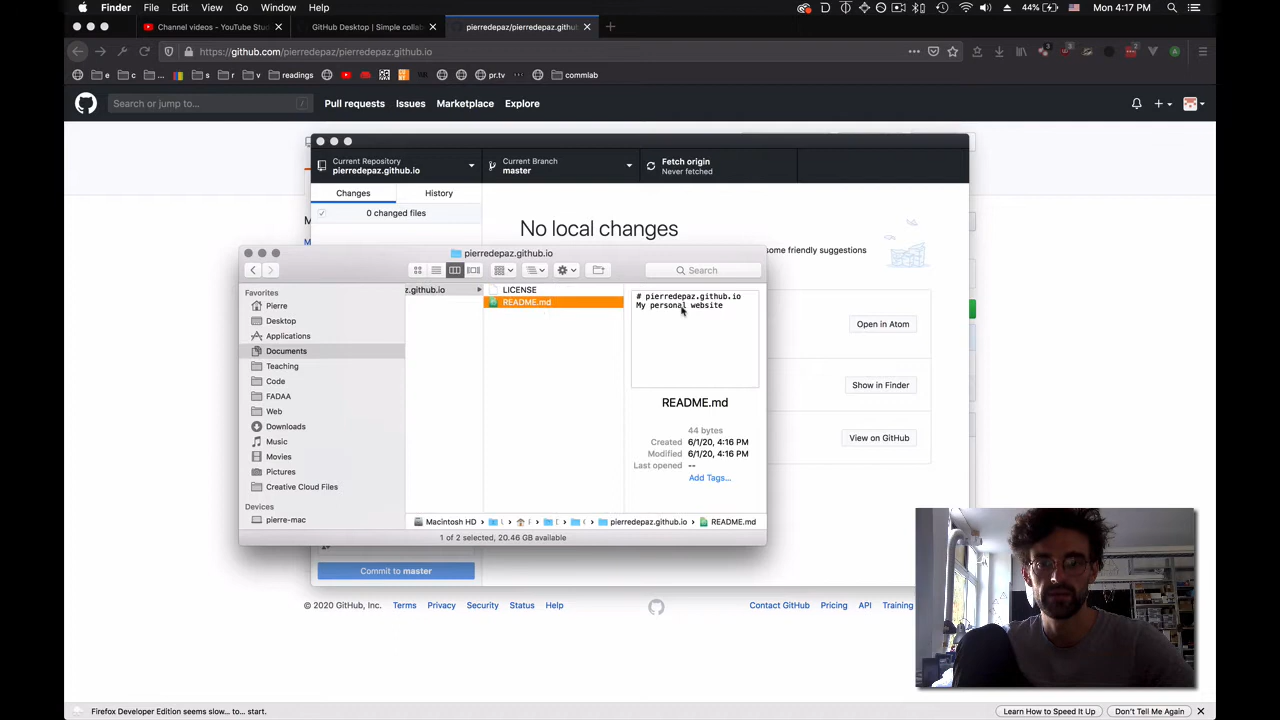 Finder File Edit View Go Window Help 44% Mon 4:17 PM
Channel videos - YouTube Stud GitHub Desktop | Simple collab pierredepaz/pierredepaz.github
https://github.com/pierredepaz/pierredepaz.github.io
e c ... s r v readings pr.tv commlab
Search or jump to... / Pull requests Issues Marketplace Explore
Current Repository
pierredepaz.github.io
Current Branch
master
Fetch origin
Never fetched
Changes History
0 changed files
No local changes
some friendly suggestions
Open in Atom
Show in Finder
View on GitHub
pierredepaz.github.io
Search
Favorites
Pierre
Desktop
Applications
Documents
Teaching
Code
FADAA
Web
Downloads
Music
Movies
Pictures
Creative Cloud Files
Devices
pierre-mac
z.github.io
LICENSE
README.md
# pierredepaz.github.io
My personal website
README.md
44 bytes
Created 6/1/20, 4:16 PM
Modified 6/1/20, 4:16 PM
Last opened --
Add Tags...
Macintosh HD pierredepaz.github.io README.md
1 of 2 selected, 20.46 GB available
Commit to master
© 2020 GitHub, Inc. Terms Privacy Security Status Help Contact GitHub Pricing API Training
Firefox Developer Edition seems slow... to... start. Learn How to Speed It Up Don't Tell Me Again